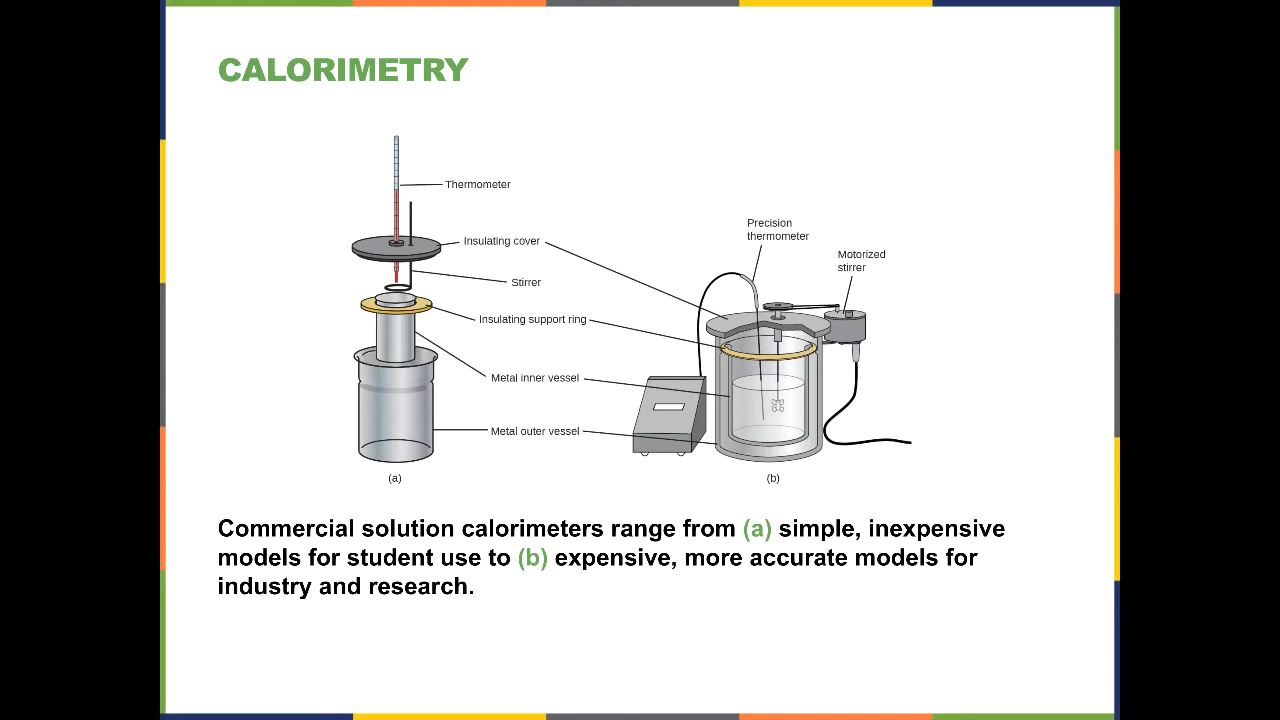 CALORIMETRY
Thermometer
Insulating cover
Stirrer
Insulating support ring
Metal inner vessel
Metal outer vessel
(a)
Precision
thermometer
Motorized
stirrer
(b)
Commercial solution calorimeters range from (a) simple, inexpensive
models for student use to (b) expensive, more accurate models for
industry and research.